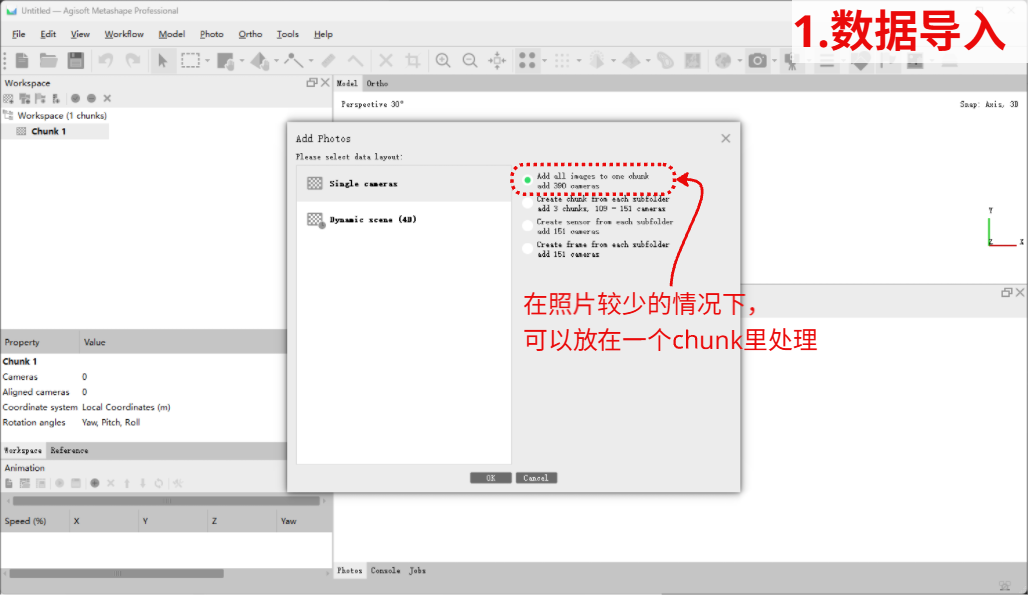 Untitled — Agisoft Metashape Professional
1.数据导入
File Edit View Workflow Model Photo Ortho Tools Help
Workspace
Workspace (1 chunks)
Chunk 1
Model Ortho
Perspective 30°
Snap: Axis, 3D
Add Photos
Please select data layout:
Single cameras
Dynamic scene (4D)
Add all images to one chunk
add 390 cameras
Create chunk from each subfolder
add 3 chunks, 109 - 151 cameras
Create sensor from each subfolder
add 151 cameras
Create frame from each subfolder
add 151 cameras
Y
Z X
在照片较少的情况下，
可以放在一个chunk里处理
OK Cancel
Property Value
Chunk 1
Cameras 0
Aligned cameras 0
Coordinate system Local Coordinates (m)
Rotation angles Yaw, Pitch, Roll
Workspace Reference
Animation
Speed (%) X Y Z Yaw
Photos Console Jobs